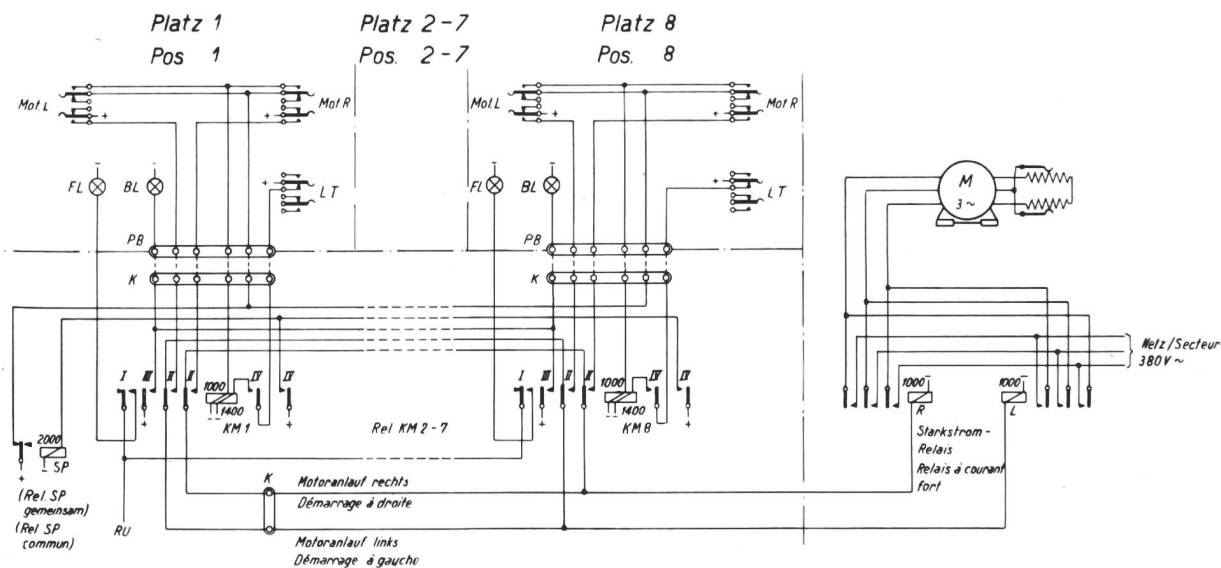 Platz 1
Pos 1
Platz 2-7
Pos. 2-7
Platz 8
Pos. 8
Mot. L
+
+
Mot R
Mot. L
+
+
Mot R
FL
BL
+
L T
FL
BL
+
L T
M
3 ~
PB
K
PB
K
Netz/Secteur
380 V ~
I
III
II
II
1000
1400
IV
IV
KM 1
+
+
Rel KM 2-7
I
III
II
II
1000
1400
IV
IV
KM 8
+
+
1000
R
1000
L
Starkstrom-
Relais
Relais à courant
fort
2000
SP
+
(Rel. SP
gemeinsam)
(Rel SP
commun)
RU
K
Motoranlauf rechts
Démarrage à droite
Motoranlauf links
Démarrage à gauche